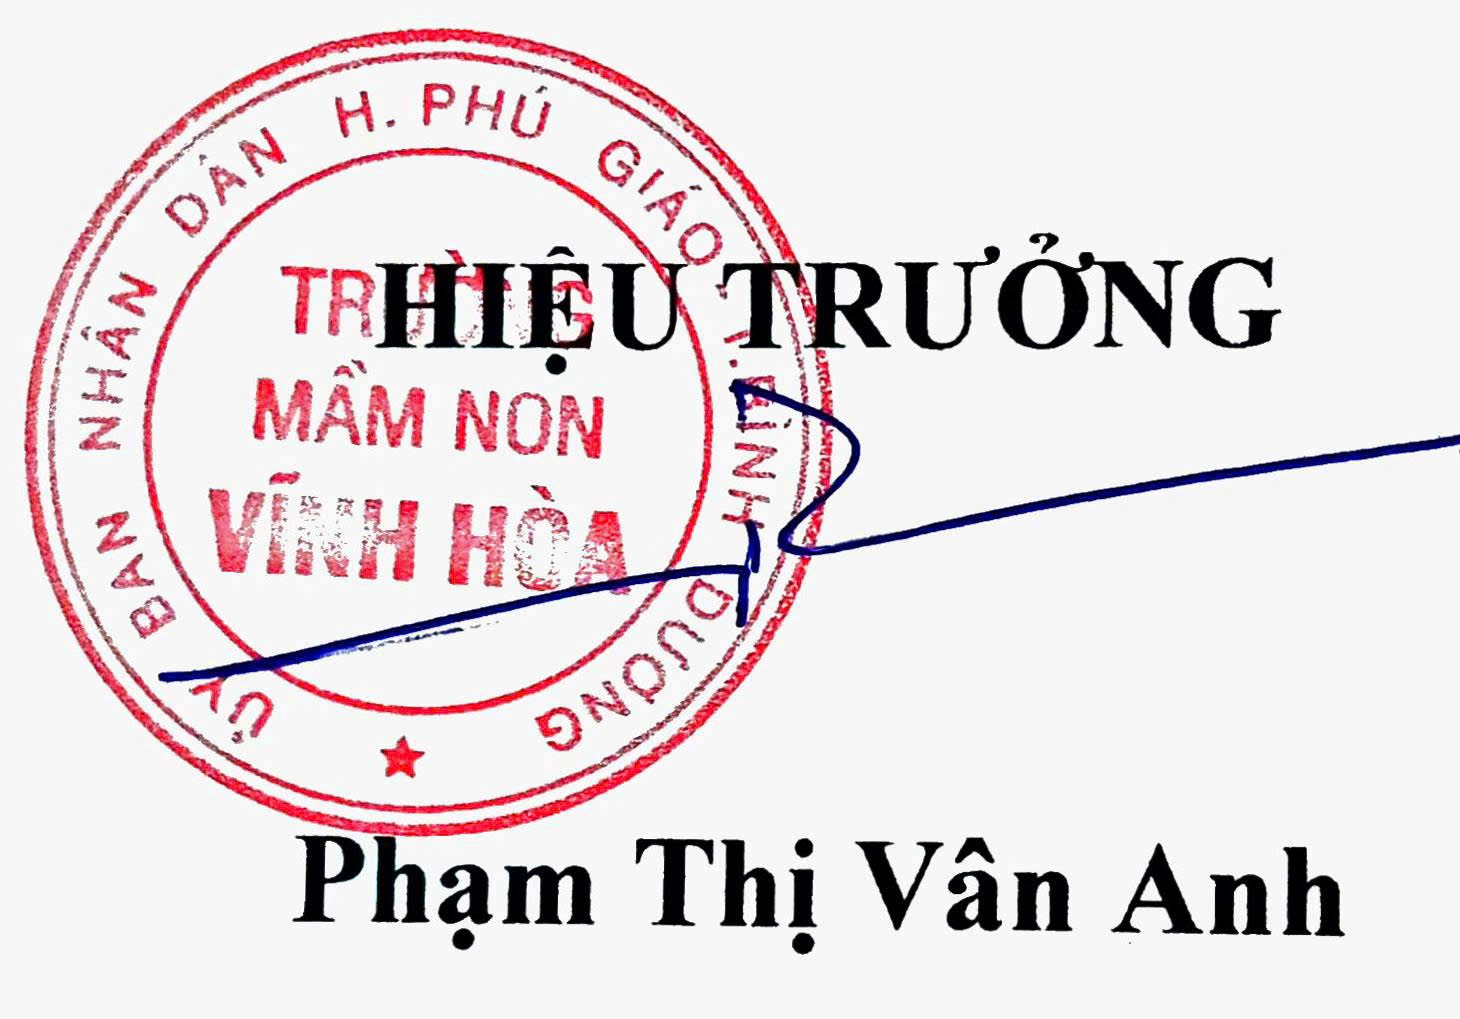 ỦY BAN NHÂN DÂN H. PHÚ GIÁO T. BÌNH DƯƠNG
TRƯỜNG
MẦM NON
VĨNH HÒA
HIỆU TRƯỞNG
Phạm Thị Vân Anh